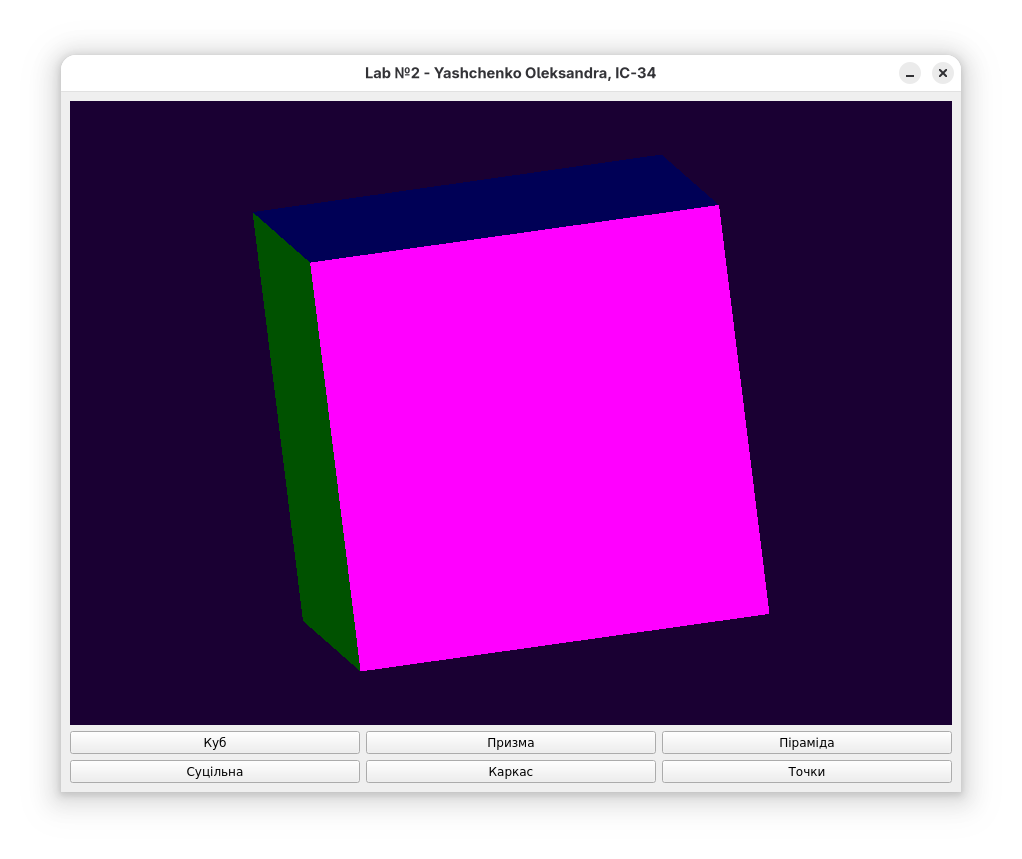 Lab №2 - Yashchenko Oleksandra, IC-34
Куб Призма Піраміда
Суцільна Каркас Точки